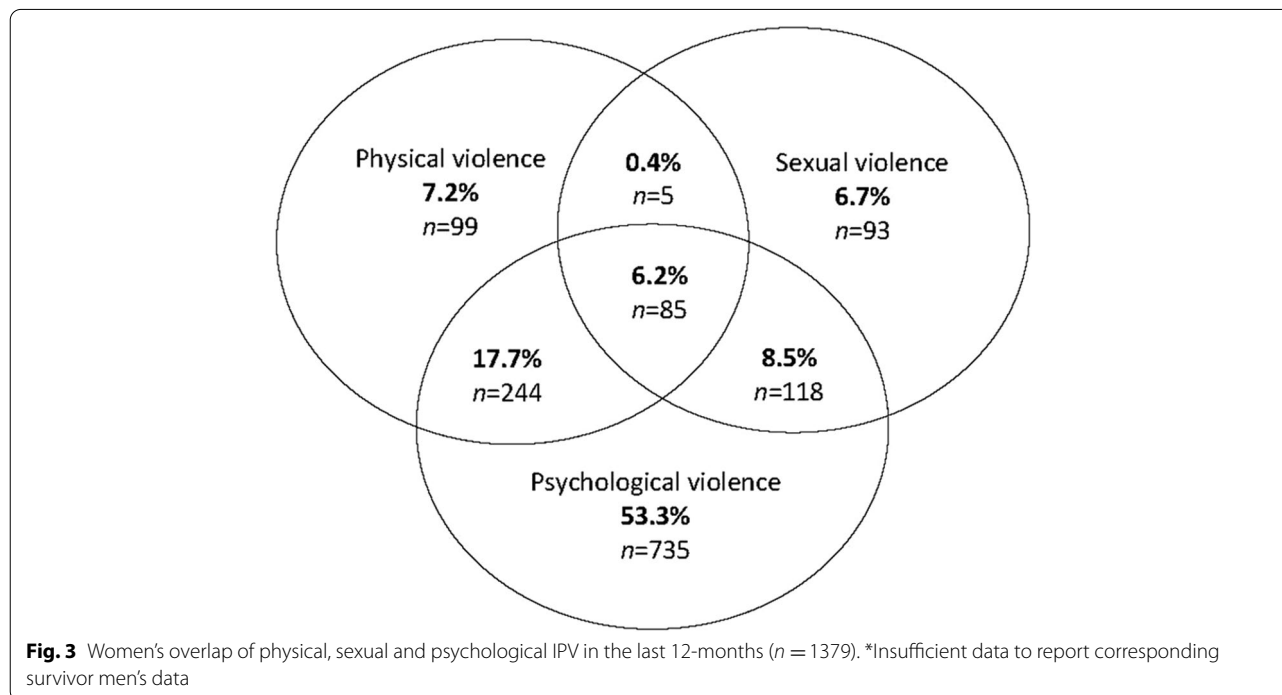 Physical violence
7.2%
n=99
0.4%
n=5
Sexual violence
6.7%
n=93
6.2%
n=85
17.7%
n=244
8.5%
n=118
Psychological violence
53.3%
n=735
Fig. 3 Women's overlap of physical, sexual and psychological IPV in the last 12-months (n = 1379). *Insufficient data to report corresponding
survivor men's data